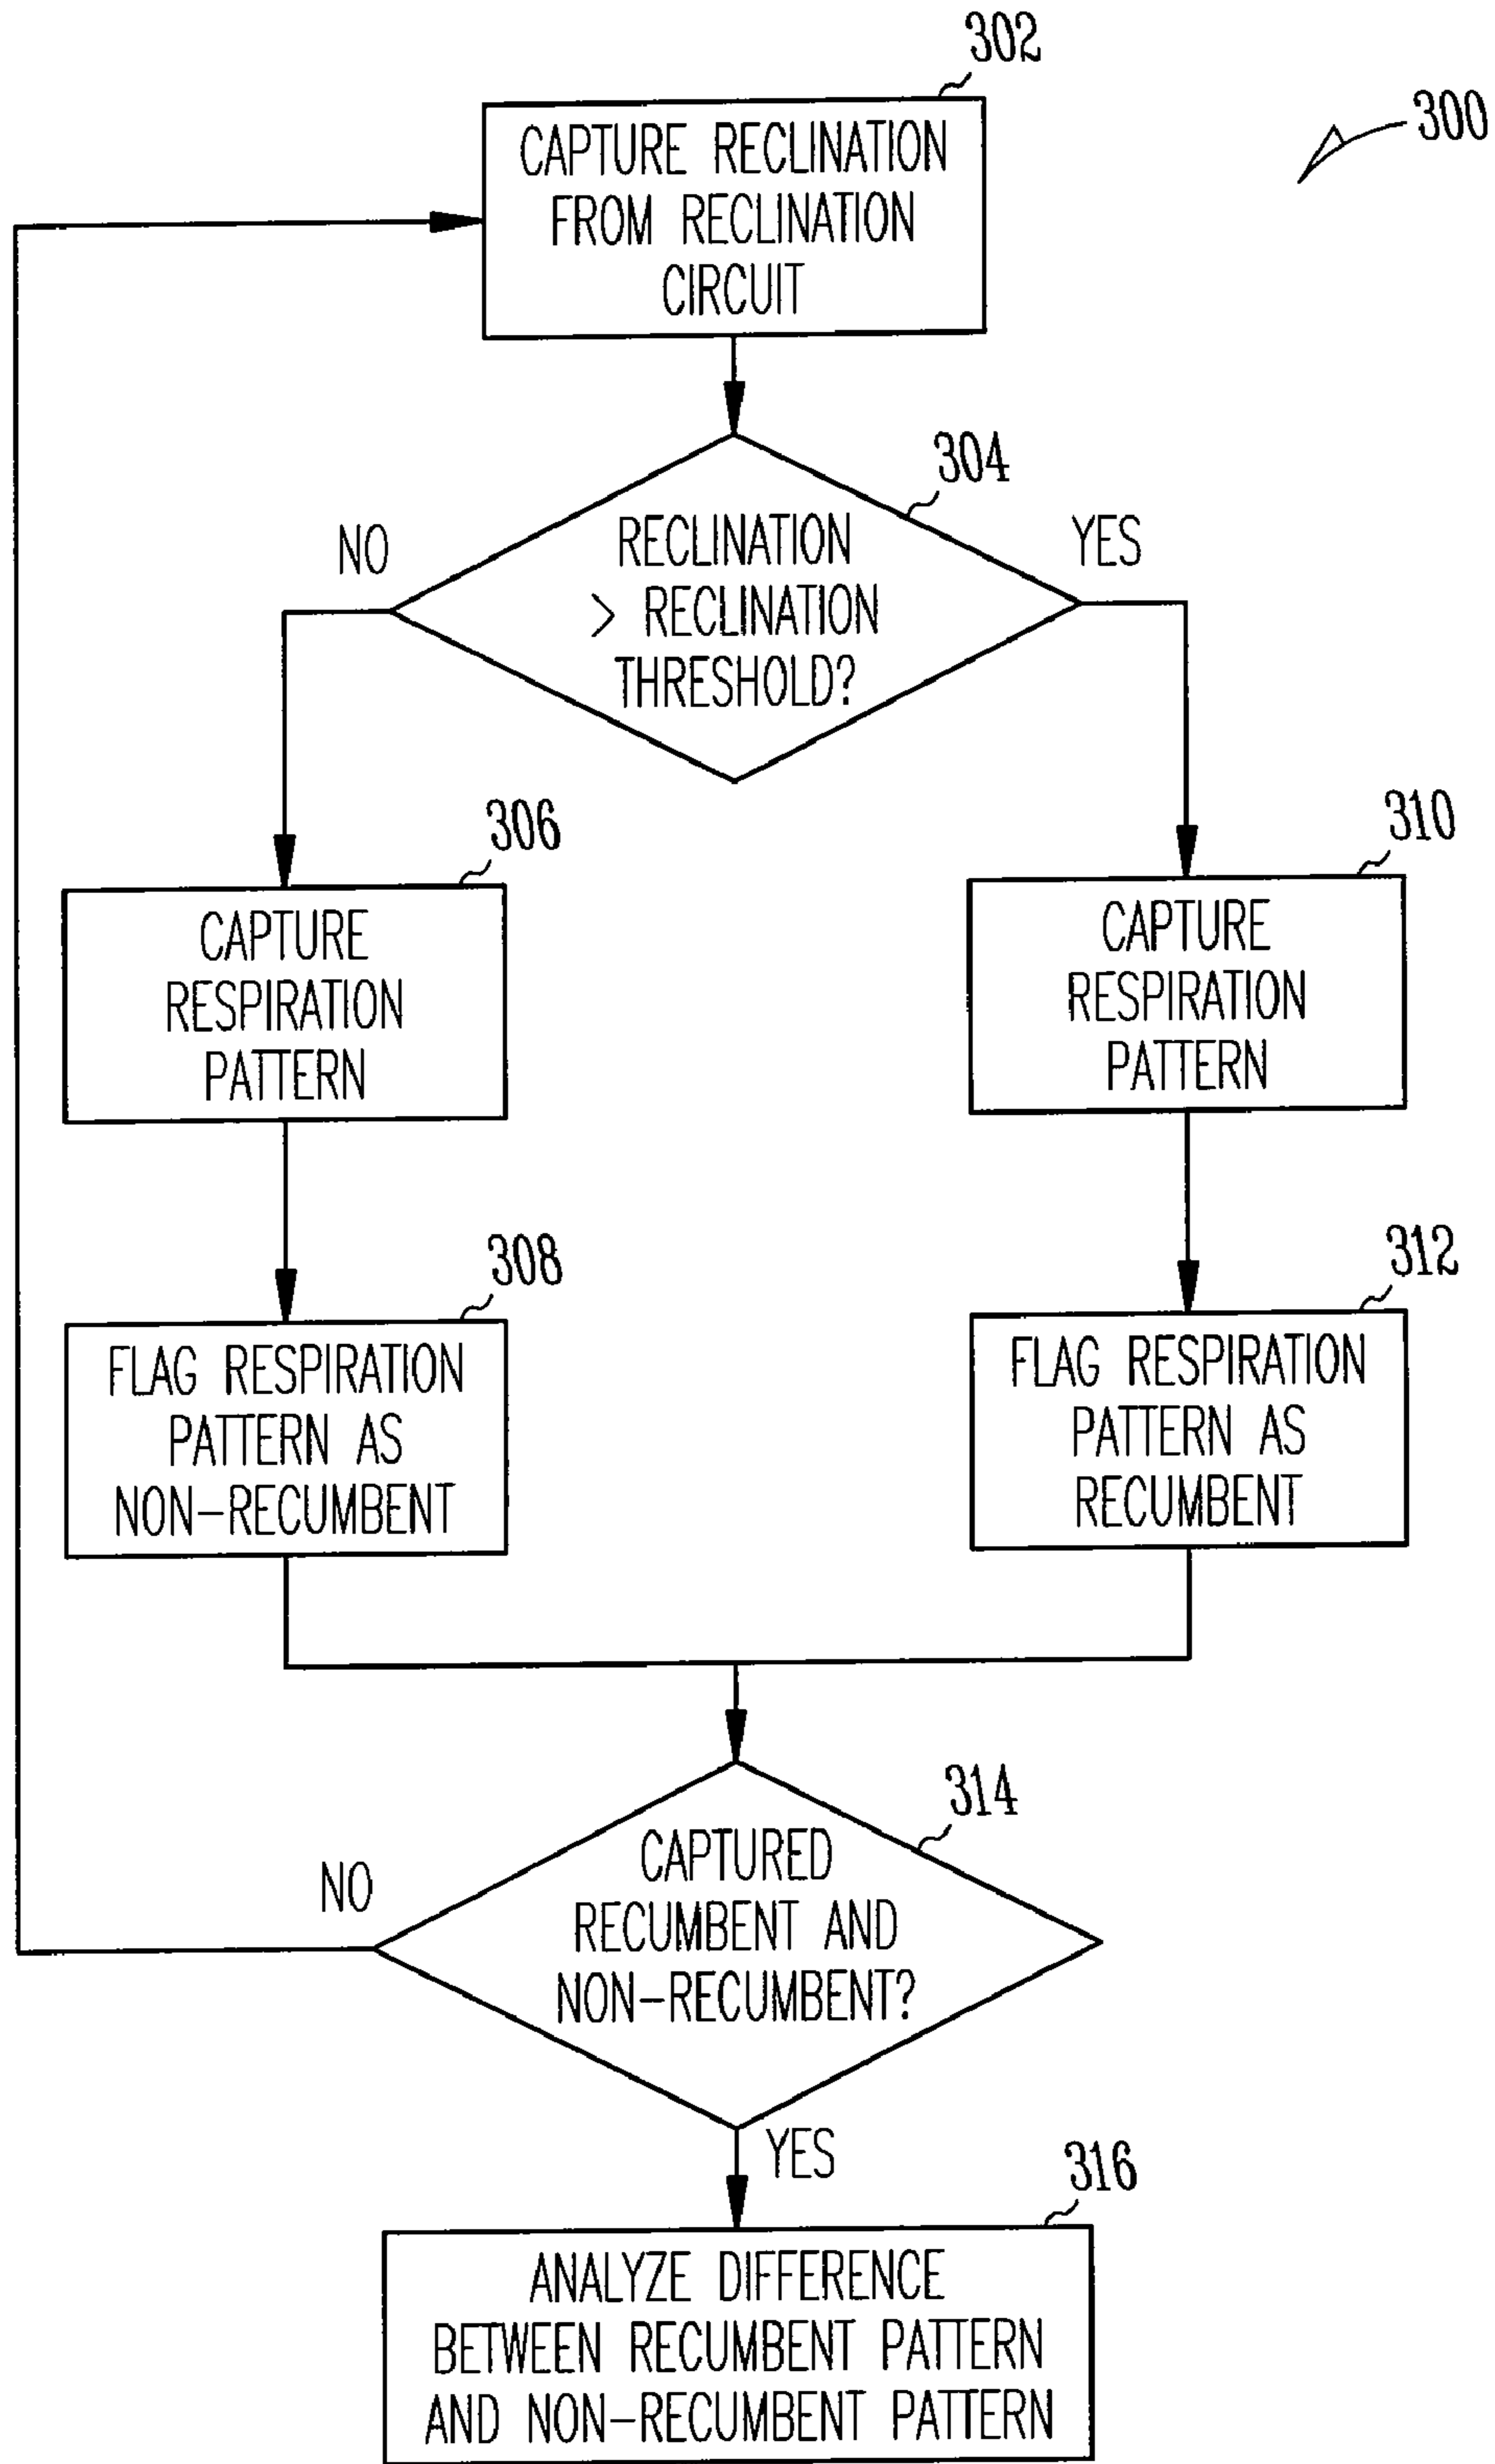 302
300
CAPTURE RECLINATION
FROM RECLINATION
CIRCUIT
304
NO
YES
RECLINATION
> RECLINATION
THRESHOLD?
306
310
CAPTURE
RESPIRATION
PATTERN
CAPTURE
RESPIRATION
PATTERN
308
312
FLAG RESPIRATION
PATTERN AS
NON-RECUMBENT
FLAG RESPIRATION
PATTERN AS
RECUMBENT
314
NO
CAPTURED
RECUMBENT AND
NON-RECUMBENT?
YES
316
ANALYZE DIFFERENCE
BETWEEN RECUMBENT PATTERN
AND NON-RECUMBENT PATTERN